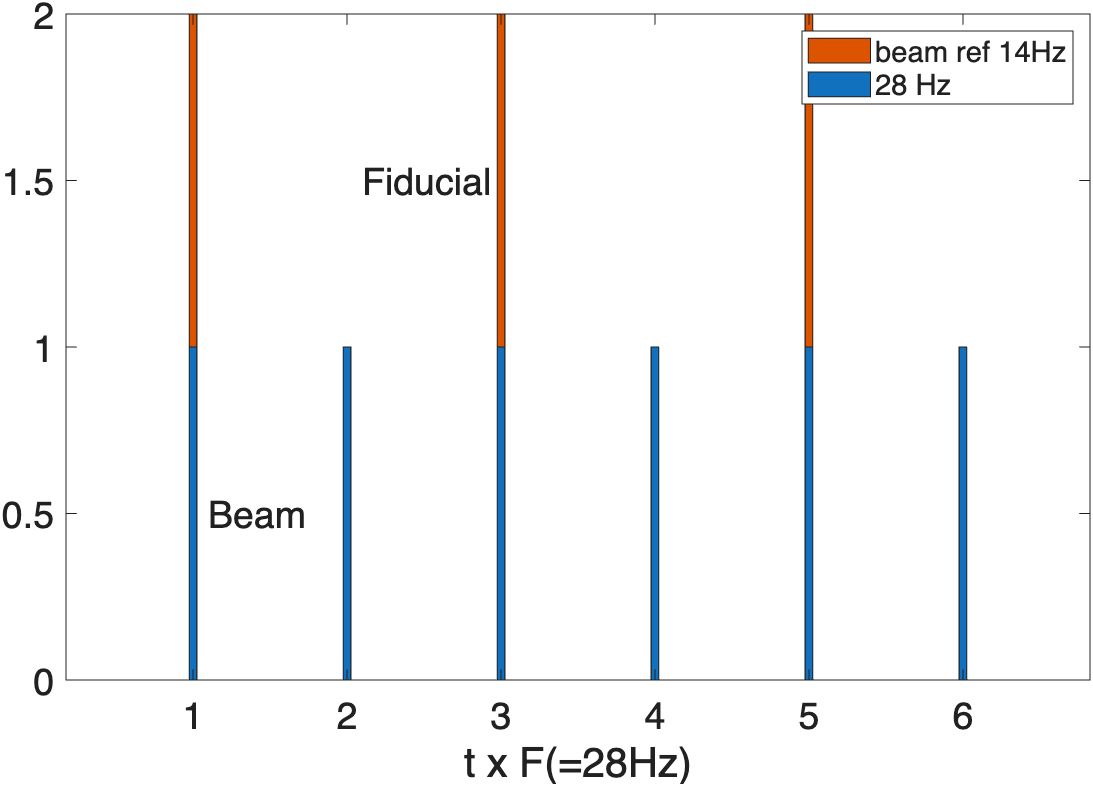 2
beam ref 14Hz
28 Hz
1.5
Fiducial
1
0.5
Beam
0
1 2 3 4 5 6
t x F(=28Hz)